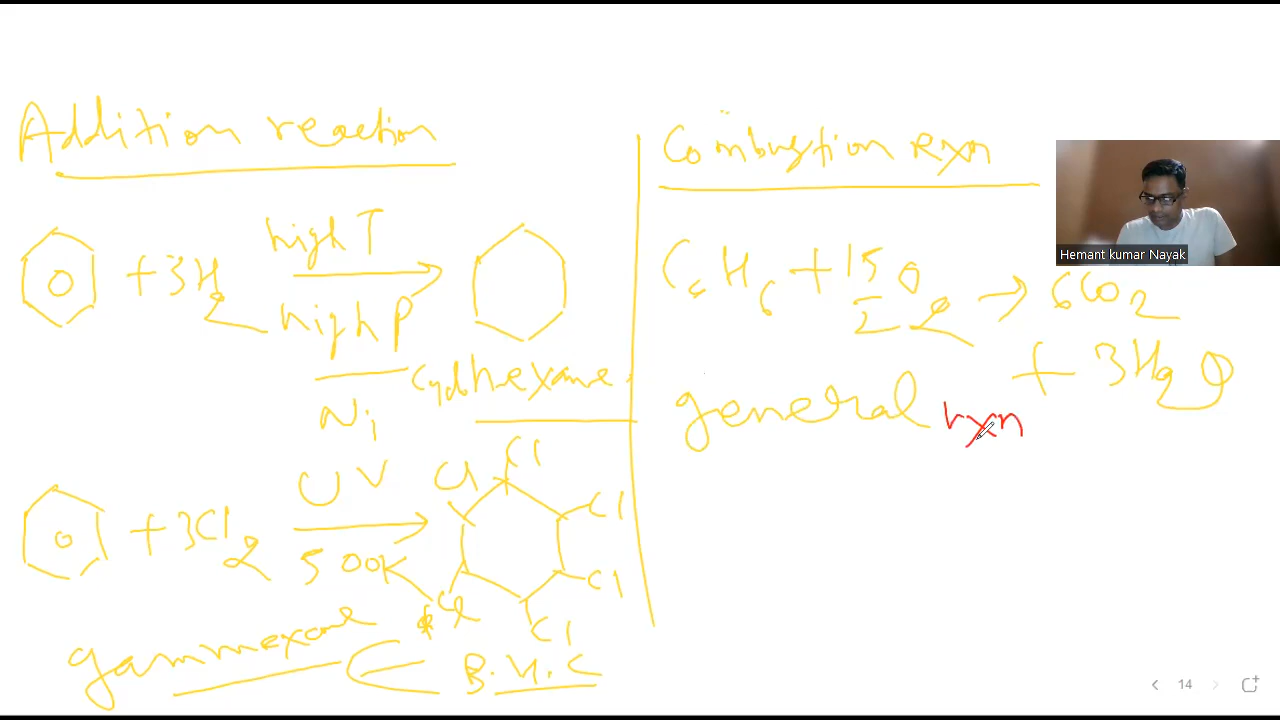 Addition reaction
+3H2
high T
high P
Ni
Cyclohexane
+3Cl2
UV
500K
Cl Cl
Cl
Cl
Cl
Cl
gammexane
B.H.C
Combustion Rxn
C6H6 + 15/2 O2 → 6CO2
+ 3H2O
general rxn
Hemant kumar Nayak
14